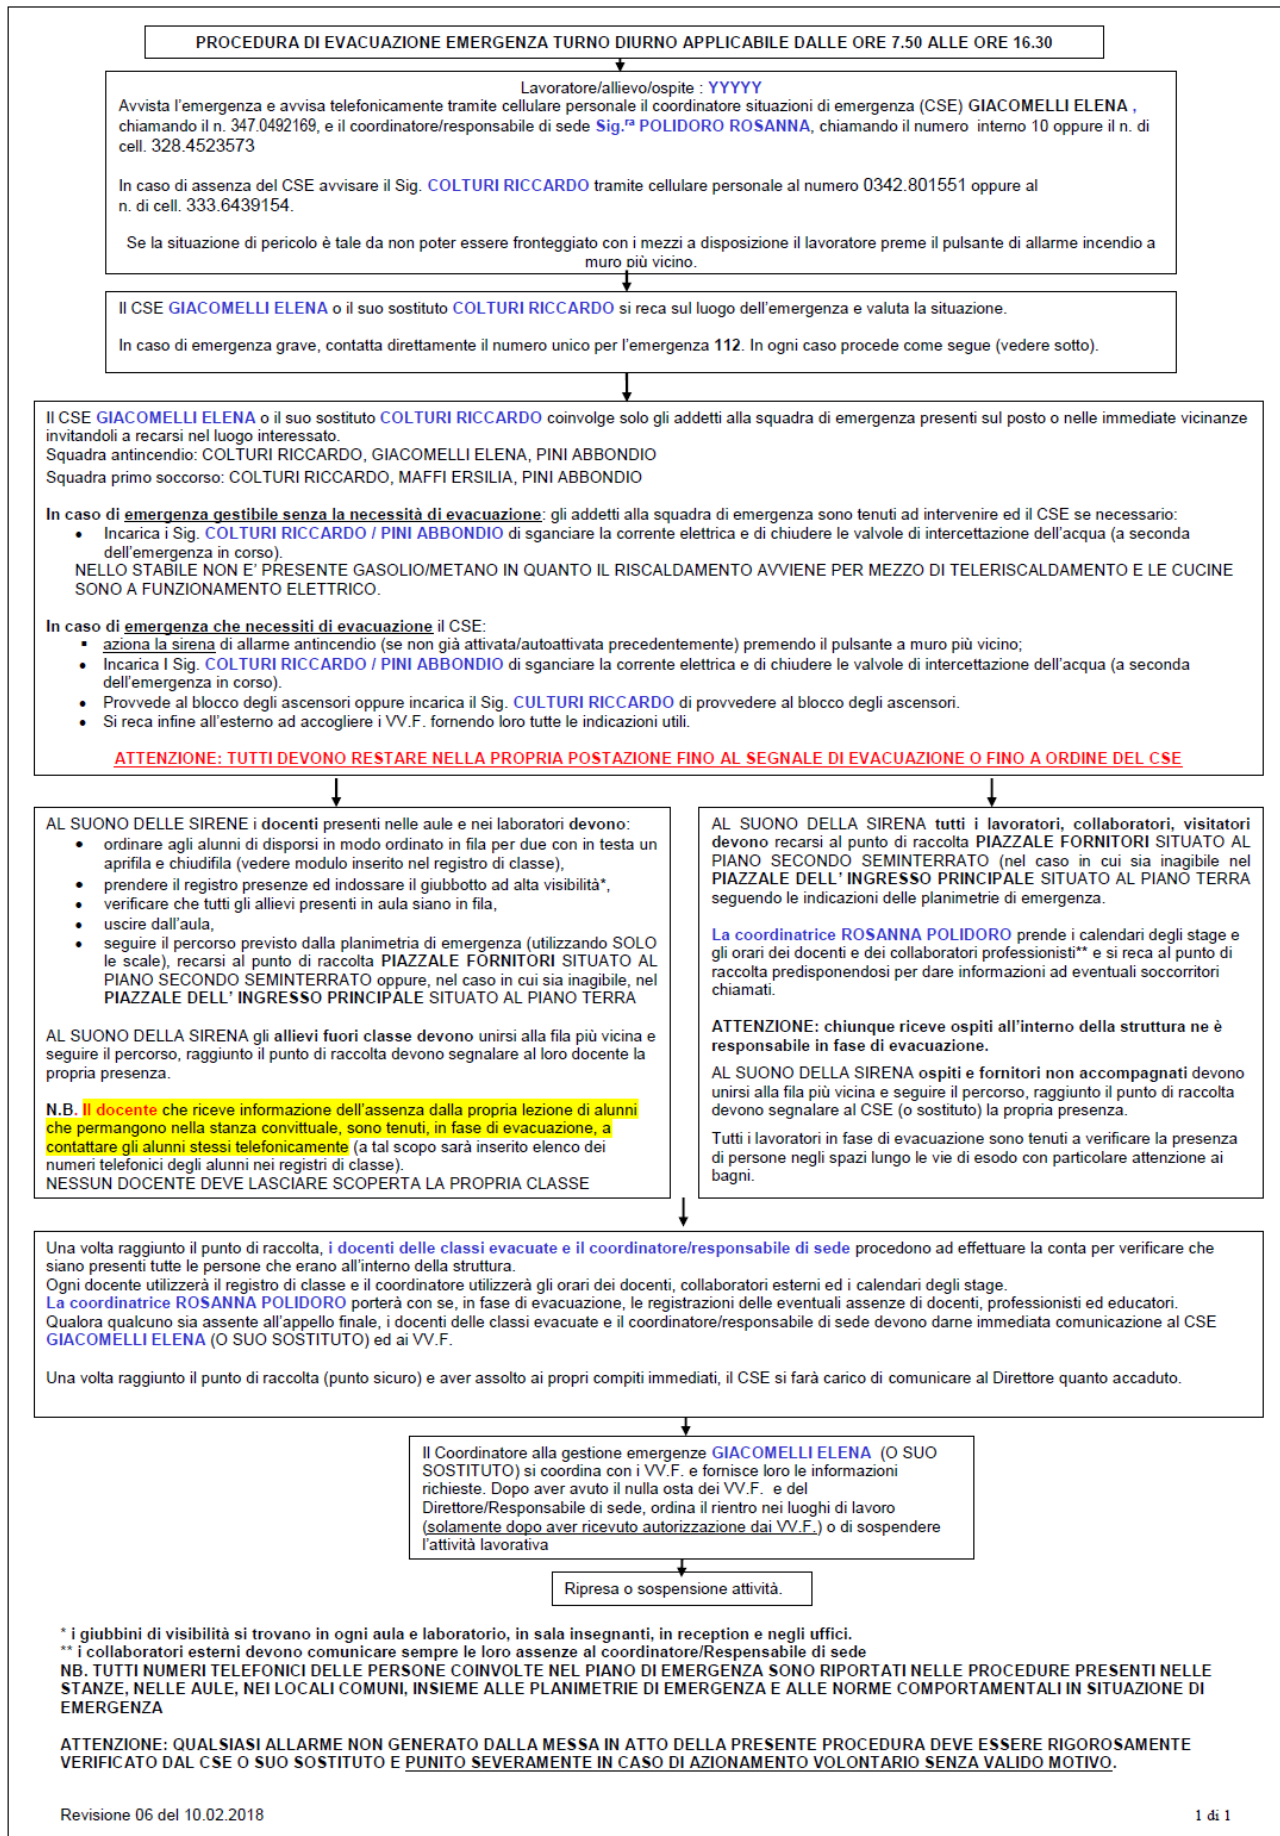 PROCEDURA DI EVACUAZIONE EMERGENZA TURNO DIURNO APPLICABILE DALLE ORE 7.50 ALLE ORE 16.30
Lavoratore/allievo/ospite : YYYYY
Avvista l'emergenza e avvisa telefonicamente tramite cellulare personale il coordinatore situazioni di emergenza (CSE) GIACOMELLI ELENA ,
chiamando il n. 347.0492169, e il coordinatore/responsabile di sede Sig.ra POLIDORO ROSANNA, chiamando il numero interno 10 oppure il n. di
cell. 328.4523573
In caso di assenza del CSE avvisare il Sig. COLTURI RICCARDO tramite cellulare personale al numero 0342.801551 oppure al
n. di cell. 333.6439154.
Se la situazione di pericolo è tale da non poter essere fronteggiato con i mezzi a disposizione il lavoratore preme il pulsante di allarme incendio a
muro più vicino.
Il CSE GIACOMELLI ELENA o il suo sostituto COLTURI RICCARDO si reca sul luogo dell'emergenza e valuta la situazione.
In caso di emergenza grave, contatta direttamente il numero unico per l'emergenza 112. In ogni caso procede come segue (vedere sotto).
Il CSE GIACOMELLI ELENA o il suo sostituto COLTURI RICCARDO coinvolge solo gli addetti alla squadra di emergenza presenti sul posto o nelle immediate vicinanze
invitandoli a recarsi nel luogo interessato.
Squadra antincendio: COLTURI RICCARDO, GIACOMELLI ELENA, PINI ABBONDIO
Squadra primo soccorso: COLTURI RICCARDO, MAFFI ERSILIA, PINI ABBONDIO
In caso di emergenza gestibile senza la necessità di evacuazione: gli addetti alla squadra di emergenza sono tenuti ad intervenire ed il CSE se necessario:
• Incarica i Sig. COLTURI RICCARDO / PINI ABBONDIO di sganciare la corrente elettrica e di chiudere le valvole di intercettazione dell'acqua (a seconda
dell'emergenza in corso).
NELLO STABILE NON E' PRESENTE GASOLIO/METANO IN QUANTO IL RISCALDAMENTO AVVIENE PER MEZZO DI TELERISCALDAMENTO E LE CUCINE
SONO A FUNZIONAMENTO ELETTRICO.
In caso di emergenza che necessiti di evacuazione il CSE:
▪ aziona la sirena di allarme antincendio (se non già attivata/autoattivata precedentemente) premendo il pulsante a muro più vicino;
• Incarica I Sig. COLTURI RICCARDO / PINI ABBONDIO di sganciare la corrente elettrica e di chiudere le valvole di intercettazione dell'acqua (a seconda
dell'emergenza in corso).
• Provvede al blocco degli ascensori oppure incarica il Sig. CULTURI RICCARDO di provvedere al blocco degli ascensori.
• Si reca infine all'esterno ad accogliere i VV.F. fornendo loro tutte le indicazioni utili.
ATTENZIONE: TUTTI DEVONO RESTARE NELLA PROPRIA POSTAZIONE FINO AL SEGNALE DI EVACUAZIONE O FINO A ORDINE DEL CSE
AL SUONO DELLE SIRENE i docenti presenti nelle aule e nei laboratori devono:
• ordinare agli alunni di disporsi in modo ordinato in fila per due con in testa un
aprifila e chiudifila (vedere modulo inserito nel registro di classe),
• prendere il registro presenze ed indossare il giubbotto ad alta visibilità*,
• verificare che tutti gli allievi presenti in aula siano in fila,
• uscire dall'aula,
• seguire il percorso previsto dalla planimetria di emergenza (utilizzando SOLO
le scale), recarsi al punto di raccolta PIAZZALE FORNITORI SITUATO AL
PIANO SECONDO SEMINTERRATO oppure, nel caso in cui sia inagibile, nel
PIAZZALE DELL' INGRESSO PRINCIPALE SITUATO AL PIANO TERRA
AL SUONO DELLA SIRENA gli allievi fuori classe devono unirsi alla fila più vicina e
seguire il percorso, raggiunto il punto di raccolta devono segnalare al loro docente la
propria presenza.
N.B. Il docente che riceve informazione dell'assenza dalla propria lezione di alunni
che permangono nella stanza convittuale, sono tenuti, in fase di evacuazione, a
contattare gli alunni stessi telefonicamente (a tal scopo sarà inserito elenco dei
numeri telefonici degli alunni nei registri di classe).
NESSUN DOCENTE DEVE LASCIARE SCOPERTA LA PROPRIA CLASSE
AL SUONO DELLA SIRENA tutti i lavoratori, collaboratori, visitatori
devono recarsi al punto di raccolta PIAZZALE FORNITORI SITUATO AL
PIANO SECONDO SEMINTERRATO (nel caso in cui sia inagibile nel
PIAZZALE DELL' INGRESSO PRINCIPALE SITUATO AL PIANO TERRA
seguendo le indicazioni delle planimetrie di emergenza.
La coordinatrice ROSANNA POLIDORO prende i calendari degli stage e
gli orari dei docenti e dei collaboratori professionisti** e si reca al punto di
raccolta predisponendosi per dare informazioni ad eventuali soccorritori
chiamati.
ATTENZIONE: chiunque riceve ospiti all'interno della struttura ne è
responsabile in fase di evacuazione.
AL SUONO DELLA SIRENA ospiti e fornitori non accompagnati devono
unirsi alla fila più vicina e seguire il percorso, raggiunto il punto di raccolta
devono segnalare al CSE (o sostituto) la propria presenza.
Tutti i lavoratori in fase di evacuazione sono tenuti a verificare la presenza
di persone negli spazi lungo le vie di esodo con particolare attenzione ai
bagni.
Una volta raggiunto il punto di raccolta, i docenti delle classi evacuate e il coordinatore/responsabile di sede procedono ad effettuare la conta per verificare che
siano presenti tutte le persone che erano all'interno della struttura.
Ogni docente utilizzerà il registro di classe e il coordinatore utilizzerà gli orari dei docenti, collaboratori esterni ed i calendari degli stage.
La coordinatrice ROSANNA POLIDORO porterà con se, in fase di evacuazione, le registrazioni delle eventuali assenze di docenti, professionisti ed educatori.
Qualora qualcuno sia assente all'appello finale, i docenti delle classi evacuate e il coordinatore/responsabile di sede devono darne immediata comunicazione al CSE
GIACOMELLI ELENA (O SUO SOSTITUTO) ed ai VV.F.
Una volta raggiunto il punto di raccolta (punto sicuro) e aver assolto ai propri compiti immediati, il CSE si farà carico di comunicare al Direttore quanto accaduto.
Il Coordinatore alla gestione emergenze GIACOMELLI ELENA (O SUO
SOSTITUTO) si coordina con i VV.F. e fornisce loro le informazioni
richieste. Dopo aver avuto il nulla osta dei VV.F. e del
Direttore/Responsabile di sede, ordina il rientro nei luoghi di lavoro
(solamente dopo aver ricevuto autorizzazione dai VV.F.) o di sospendere
l'attività lavorativa
Ripresa o sospensione attività.
* i giubbini di visibilità si trovano in ogni aula e laboratorio, in sala insegnanti, in reception e negli uffici.
** i collaboratori esterni devono comunicare sempre le loro assenze al coordinatore/Responsabile di sede
NB. TUTTI NUMERI TELEFONICI DELLE PERSONE COINVOLTE NEL PIANO DI EMERGENZA SONO RIPORTATI NELLE PROCEDURE PRESENTI NELLE
STANZE, NELLE AULE, NEI LOCALI COMUNI, INSIEME ALLE PLANIMETRIE DI EMERGENZA E ALLE NORME COMPORTAMENTALI IN SITUAZIONE DI
EMERGENZA
ATTENZIONE: QUALSIASI ALLARME NON GENERATO DALLA MESSA IN ATTO DELLA PRESENTE PROCEDURA DEVE ESSERE RIGOROSAMENTE
VERIFICATO DAL CSE O SUO SOSTITUTO E PUNITO SEVERAMENTE IN CASO DI AZIONAMENTO VOLONTARIO SENZA VALIDO MOTIVO.
Revisione 06 del 10.02.2018
1 di 1